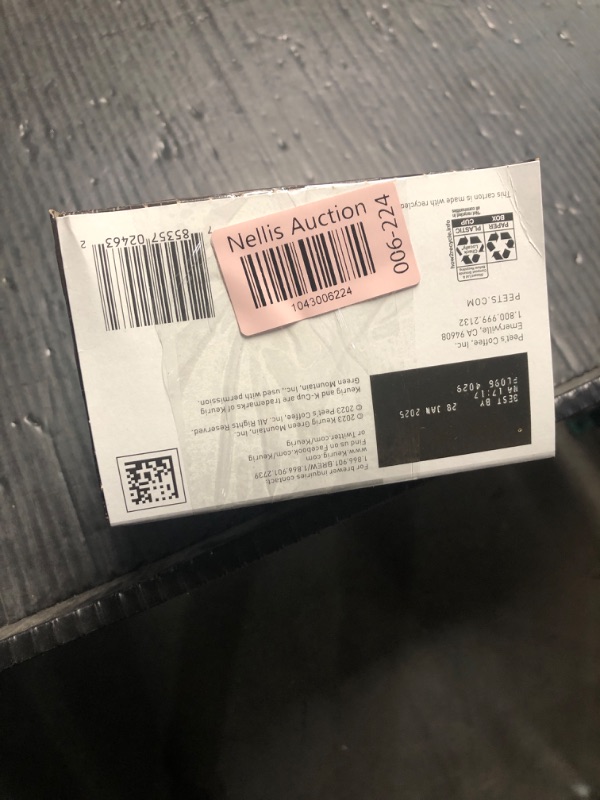 Nellis Auction
1043006224
006-224
For brewer inquiries contact:
1.866.901.BREW/1.866.901.2739
www.Keurig.com
Find us on Facebook.com/Keurig
or Twitter.com/Keurig
© 2023 Keurig Green Mountain, Inc.
© 2023 Peet's Coffee, Inc. All Rights Reserved.
Keurig and K-Cup are trademarks of Keurig
Green Mountain, Inc., used with permission.
BEST BY 28 JAN 2025
17:17
4029
Peet's Coffee, Inc.
Emeryville, CA 94608
1.800.999.2132
PEETS.COM
PAPER
BOX
PLASTIC
CUP
This carton is made with recycled
85357 02463 2